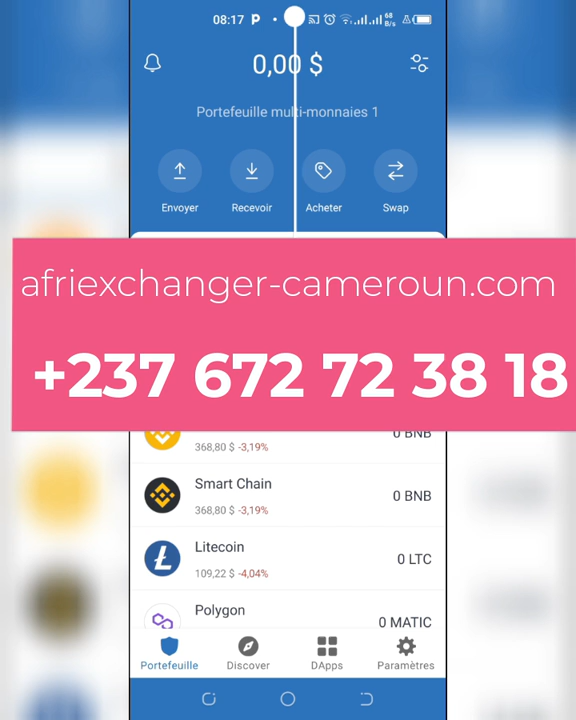 08:17 P • 68 B/s
0,00 $
Portefeuille multi-monnaies 1
Envoyer Recevoir Acheter Swap
afriexchanger-cameroun.com
+237 672 72 38 18
0 BNB
368,80 $ -3,19%
Smart Chain
0 BNB
368,80 $ -3,19%
Litecoin
0 LTC
109,22 $ -4,04%
Polygon
0 MATIC
Portefeuille Discover DApps Paramètres